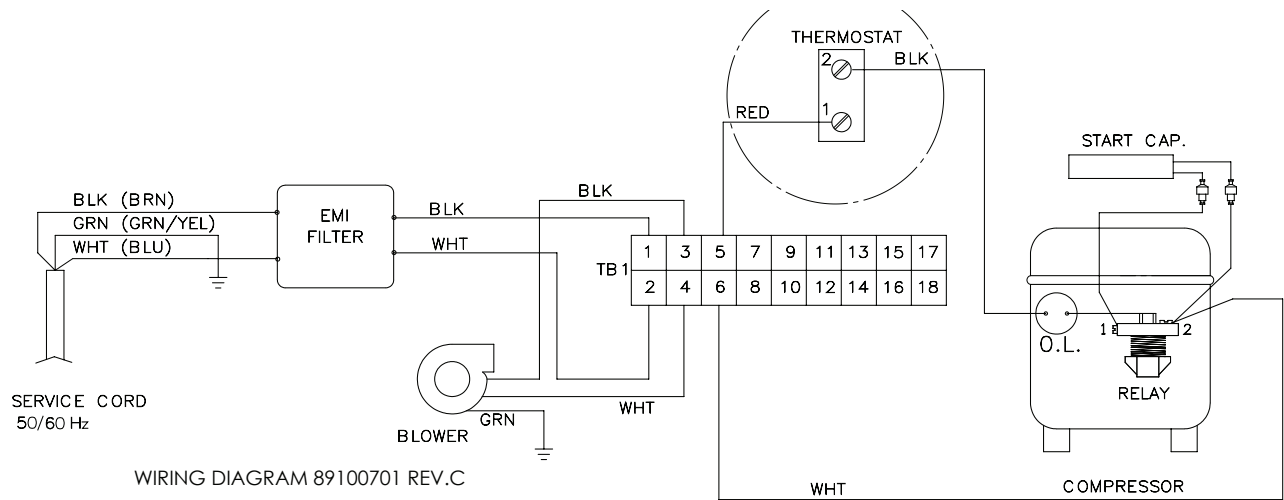 THERMOSTAT
2
BLK
1
RED
START CAP.
BLK (BRN)
GRN (GRN/YEL)
WHT (BLU)
EMI
FILTER
BLK
WHT
BLK
TB1
1 3 5 7 9 11 13 15 17
2 4 6 8 10 12 14 16 18
O.L.
1
2
RELAY
SERVICE CORD
50/60 Hz
BLOWER
GRN
WHT
WIRING DIAGRAM 89100701 REV.C
WHT
COMPRESSOR